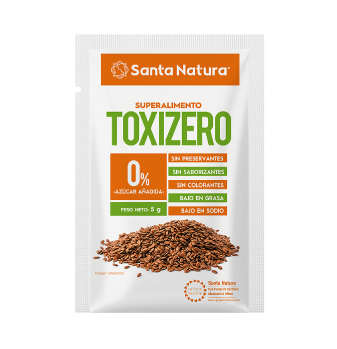 Santa Natura®
SUPERALIMENTO
TOXIZERO
0%
-AZÚCAR AÑADIDA-
PESO NETO: 5 g
SIN PRESERVANTES
SIN SABORIZANTES
SIN COLORANTES
BAJO EN GRASA
BAJO EN SODIO
Santa Natura